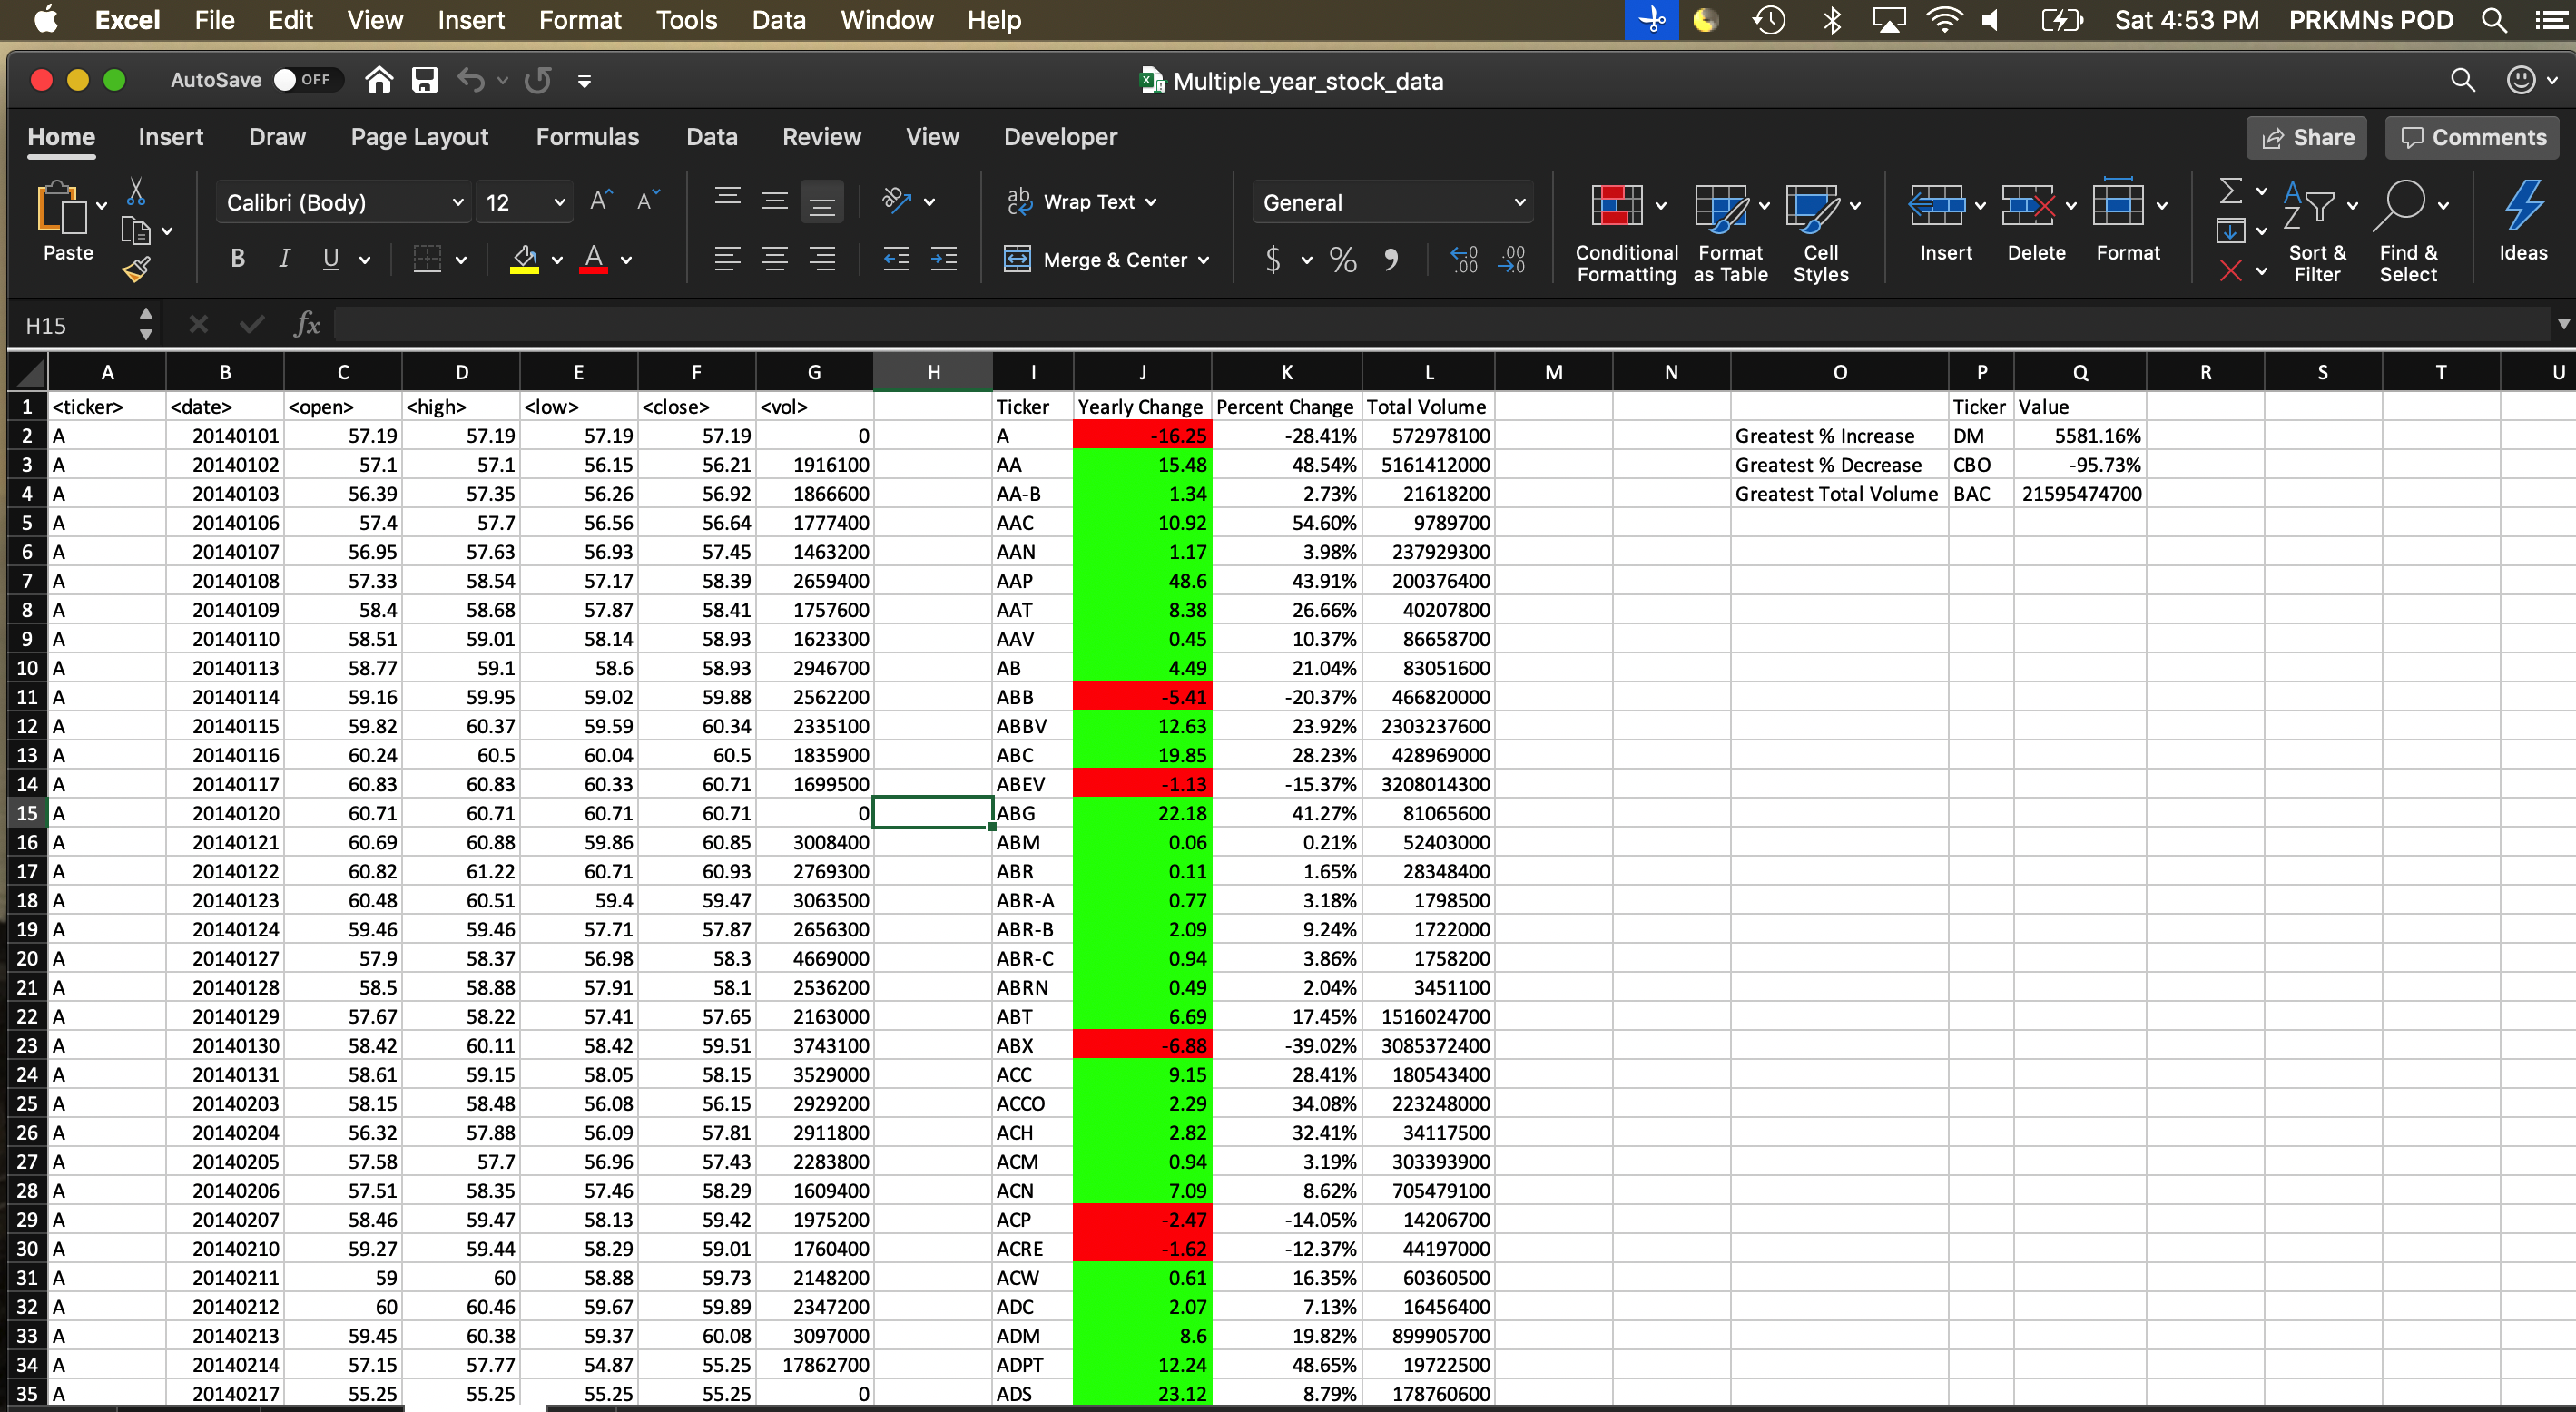 Excel File Edit View Insert Format Tools Data Window Help Sat 4:53 PM PRKMNs POD
AutoSave OFF Multiple_year_stock_data
Home Insert Draw Page Layout Formulas Data Review View Developer Share Comments
Paste Calibri (Body) 12 Wrap Text General
B I U Merge & Center $ %
Conditional Formatting Format as Table Cell Styles Insert Delete Format Sort & Filter Find & Select Ideas
H15 fx
A B C D E F G H I J K L M N O P Q R S T U
1 <ticker> <date> <open> <high> <low> <close> <vol> Ticker Yearly Change Percent Change Total Volume Ticker Value
2 A 20140101 57.19 57.19 57.19 57.19 0 A -16.25 -28.41% 572978100 Greatest % Increase DM 5581.16%
3 A 20140102 57.1 57.1 56.15 56.21 1916100 AA 15.48 48.54% 5161412000 Greatest % Decrease CBO -95.73%
4 A 20140103 56.39 57.35 56.26 56.92 1866600 AA-B 1.34 2.73% 21618200 Greatest Total Volume BAC 21595474700
5 A 20140106 57.4 57.7 56.56 56.64 1777400 AAC 10.92 54.60% 9789700
6 A 20140107 56.95 57.63 56.93 57.45 1463200 AAN 1.17 3.98% 237929300
7 A 20140108 57.33 58.54 57.17 58.39 2659400 AAP 48.6 43.91% 200376400
8 A 20140109 58.4 58.68 57.87 58.41 1757600 AAT 8.38 26.66% 40207800
9 A 20140110 58.51 59.01 58.14 58.93 1623300 AAV 0.45 10.37% 86658700
10 A 20140113 58.77 59.1 58.6 58.93 2946700 AB 4.49 21.04% 83051600
11 A 20140114 59.16 59.95 59.02 59.88 2562200 ABB -5.41 -20.37% 466820000
12 A 20140115 59.82 60.37 59.59 60.34 2335100 ABBV 12.63 23.92% 2303237600
13 A 20140116 60.24 60.5 60.04 60.5 1835900 ABC 19.85 28.23% 428969000
14 A 20140117 60.83 60.83 60.33 60.71 1699500 ABEV -1.13 -15.37% 3208014300
15 A 20140120 60.71 60.71 60.71 60.71 0 ABG 22.18 41.27% 81065600
16 A 20140121 60.69 60.88 59.86 60.85 3008400 ABM 0.06 0.21% 52403000
17 A 20140122 60.82 61.22 60.71 60.93 2769300 ABR 0.11 1.65% 28348400
18 A 20140123 60.48 60.51 59.4 59.47 3063500 ABR-A 0.77 3.18% 1798500
19 A 20140124 59.46 59.46 57.71 57.87 2656300 ABR-B 2.09 9.24% 1722000
20 A 20140127 57.9 58.37 56.98 58.3 4669000 ABR-C 0.94 3.86% 1758200
21 A 20140128 58.5 58.88 57.91 58.1 2536200 ABRN 0.49 2.04% 3451100
22 A 20140129 57.67 58.22 57.41 57.65 2163000 ABT 6.69 17.45% 1516024700
23 A 20140130 58.42 60.11 58.42 59.51 3743100 ABX -6.88 -39.02% 3085372400
24 A 20140131 58.61 59.15 58.05 58.15 3529000 ACC 9.15 28.41% 180543400
25 A 20140203 58.15 58.48 56.08 56.15 2929200 ACCO 2.29 34.08% 223248000
26 A 20140204 56.32 57.88 56.09 57.81 2911800 ACH 2.82 32.41% 34117500
27 A 20140205 57.58 57.7 56.96 57.43 2283800 ACM 0.94 3.19% 303393900
28 A 20140206 57.51 58.35 57.46 58.29 1609400 ACN 7.09 8.62% 705479100
29 A 20140207 58.46 59.47 58.13 59.42 1975200 ACP -2.47 -14.05% 14206700
30 A 20140210 59.27 59.44 58.29 59.01 1760400 ACRE -1.62 -12.37% 44197000
31 A 20140211 59 60 58.88 59.73 2148200 ACW 0.61 16.35% 60360500
32 A 20140212 60 60.46 59.67 59.89 2347200 ADC 2.07 7.13% 16456400
33 A 20140213 59.45 60.38 59.37 60.08 3097000 ADM 8.6 19.82% 899905700
34 A 20140214 57.15 57.77 54.87 55.25 17862700 ADPT 12.24 48.65% 19722500
35 A 20140217 55.25 55.25 55.25 55.25 0 ADS 23.12 8.79% 178760600